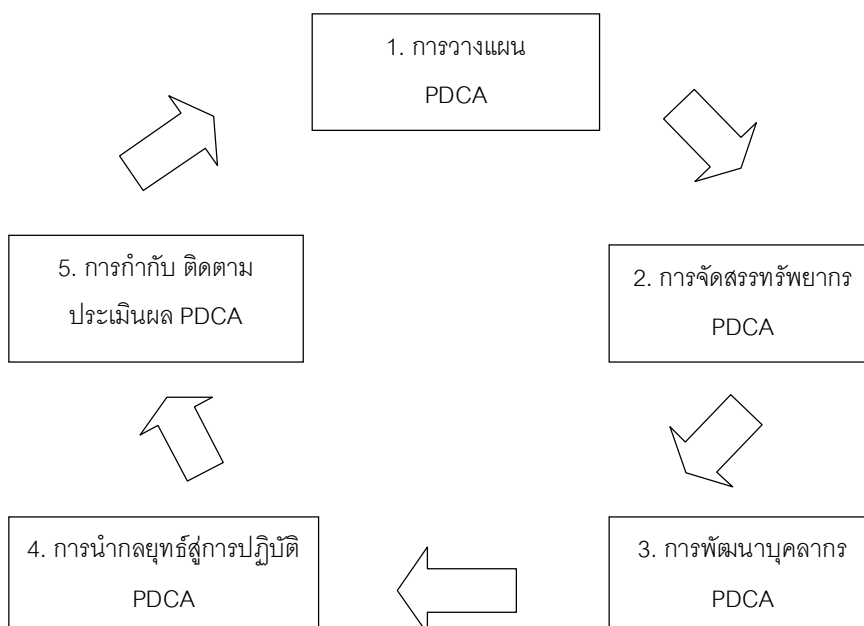 1. การวางแผน
PDCA
2. การจัดสรรทรัพยากร
PDCA
3. การพัฒนาบุคลากร
PDCA
4. การนำกลยุทธ์สู่การปฏิบัติ
PDCA
5. การกำกับ ติดตาม
ประเมินผล PDCA